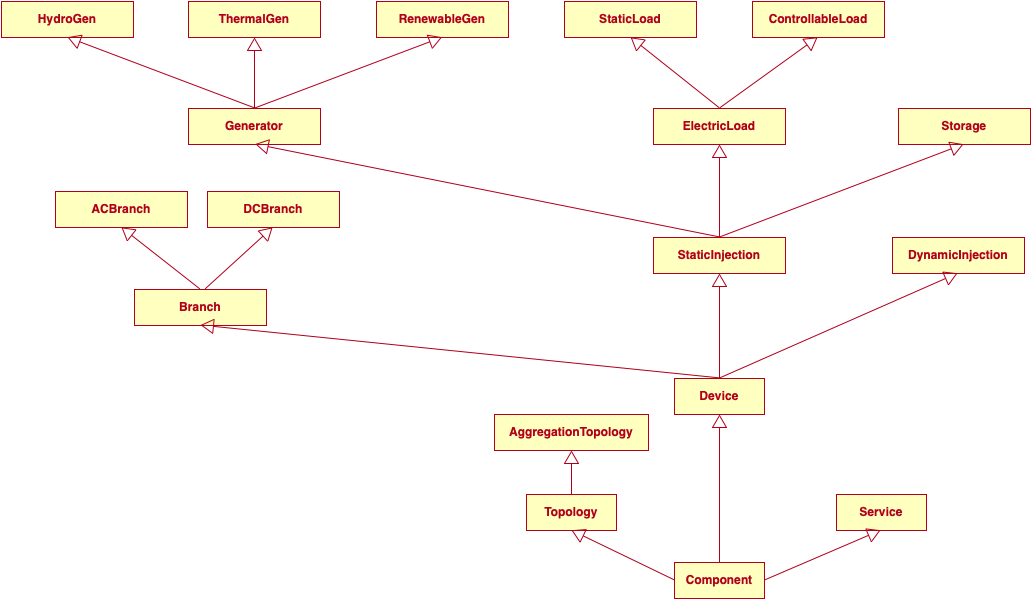 HydroGen
ThermalGen
RenewableGen
StaticLoad
ControllableLoad
Generator
ElectricLoad
Storage
ACBranch
DCBranch
StaticInjection
DynamicInjection
Branch
Device
AggregationTopology
Topology
Service
Component